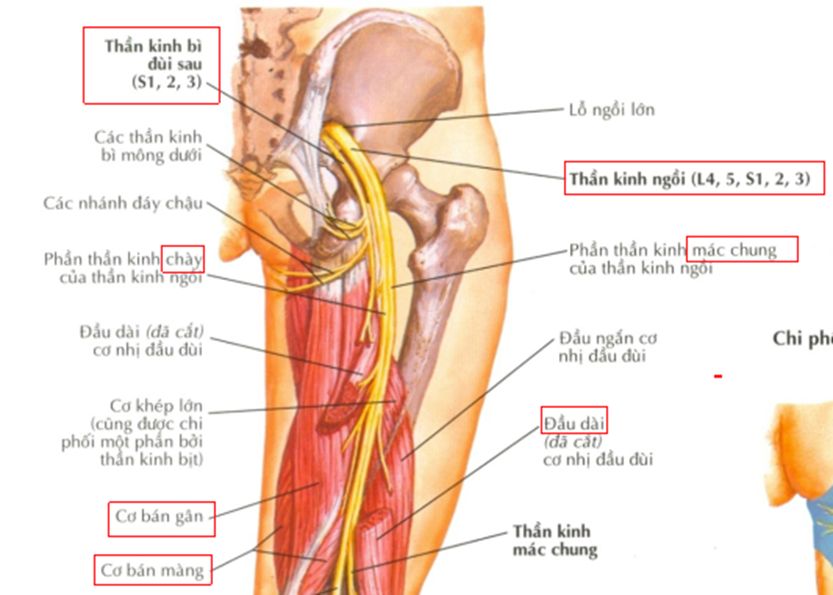 Thần kinh bì
đùi sau
(S1, 2, 3)
Các thần kinh
bì mông dưới
Các nhánh đáy chậu
Phần thần kinh chày
của thần kinh ngồi
Đầu dài (đã cắt)
cơ nhị đầu đùi
Cơ khép lớn
(cũng được chi
phối một phần bởi
thần kinh bịt)
Cơ bán gân
Cơ bán màng
Lỗ ngồi lớn
Thần kinh ngồi (L4, 5, S1, 2, 3)
Phần thần kinh mác chung
của thần kinh ngồi
Đầu ngắn cơ
nhị đầu đùi
Đầu dài
(đã cắt)
cơ nhị đầu đùi
Thần kinh
mác chung
Chi ph